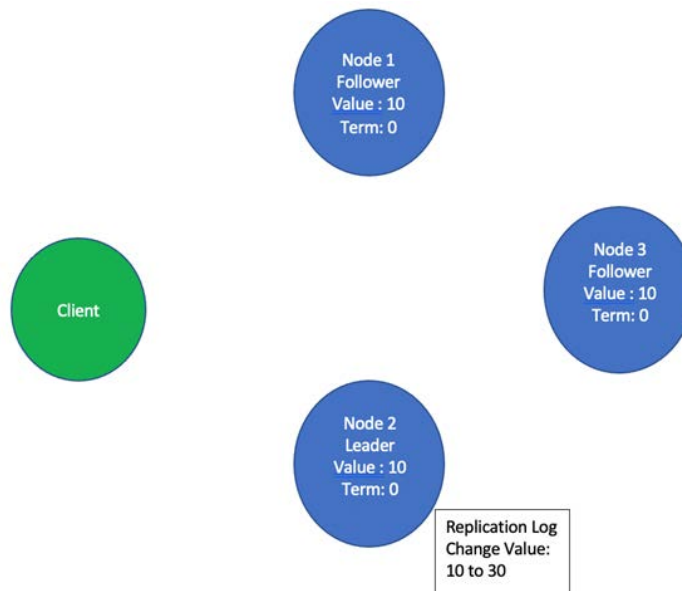 Node 1
Follower
Value : 10
Term: 0
Node 3
Follower
Value : 10
Term: 0
Client
Node 2
Leader
Value : 10
Term: 0
Replication Log
Change Value:
10 to 30